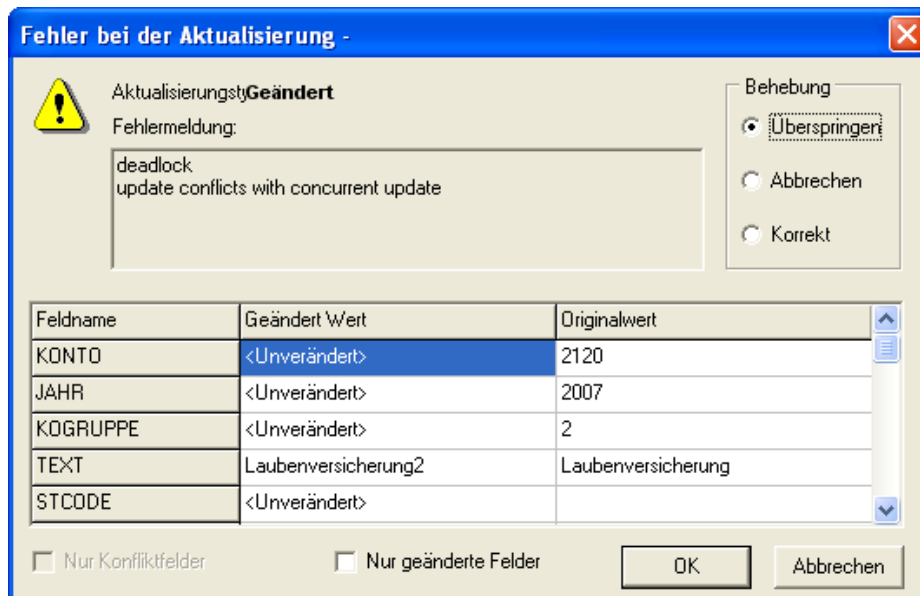 Fehler bei der Aktualisierung -
AktualisierungstyGeändert
Fehlermeldung:
deadlock
update conflicts with concurrent update
Behebung
Überspringen
Abbrechen
Korrekt
Feldname Geändert Wert Originalwert
KONTO <Unverändert> 2120
JAHR <Unverändert> 2007
KOGRUPPE <Unverändert> 2
TEXT Laubenversicherung2 Laubenversicherung
STCODE <Unverändert>
Nur Konfliktfelder Nur geänderte Felder OK Abbrechen